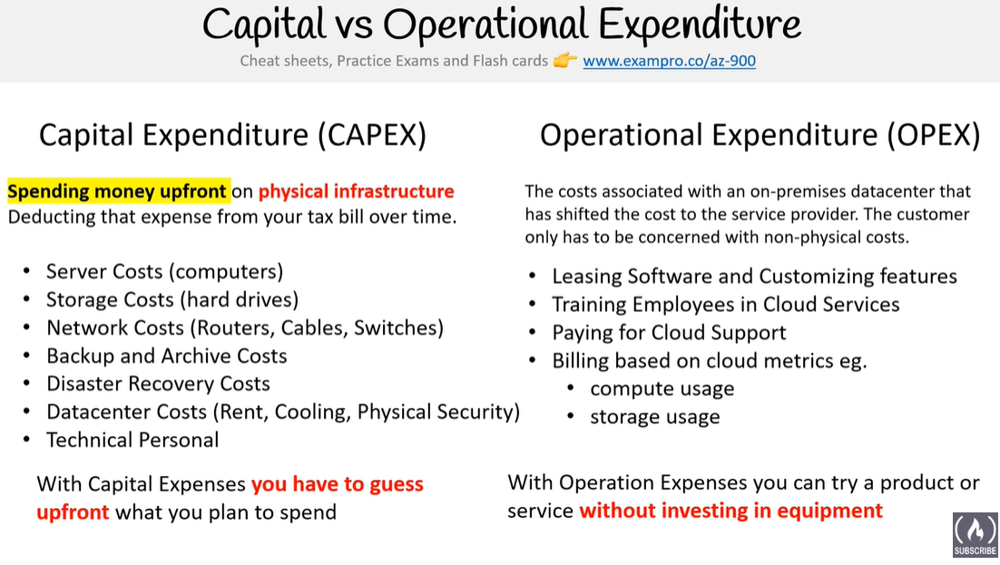 Capital vs Operational Expenditure
Cheat sheets, Practice Exams and Flash cards 👉 www.exampro.co/az-900
Capital Expenditure (CAPEX)
Spending money upfront on physical infrastructure
Deducting that expense from your tax bill over time.
• Server Costs (computers)
• Storage Costs (hard drives)
• Network Costs (Routers, Cables, Switches)
• Backup and Archive Costs
• Disaster Recovery Costs
• Datacenter Costs (Rent, Cooling, Physical Security)
• Technical Personal
With Capital Expenses you have to guess
upfront what you plan to spend
Operational Expenditure (OPEX)
The costs associated with an on-premises datacenter that
has shifted the cost to the service provider. The customer
only has to be concerned with non-physical costs.
• Leasing Software and Customizing features
• Training Employees in Cloud Services
• Paying for Cloud Support
• Billing based on cloud metrics eg.
• compute usage
• storage usage
With Operation Expenses you can try a product or
service without investing in equipment
SUBSCRIBE